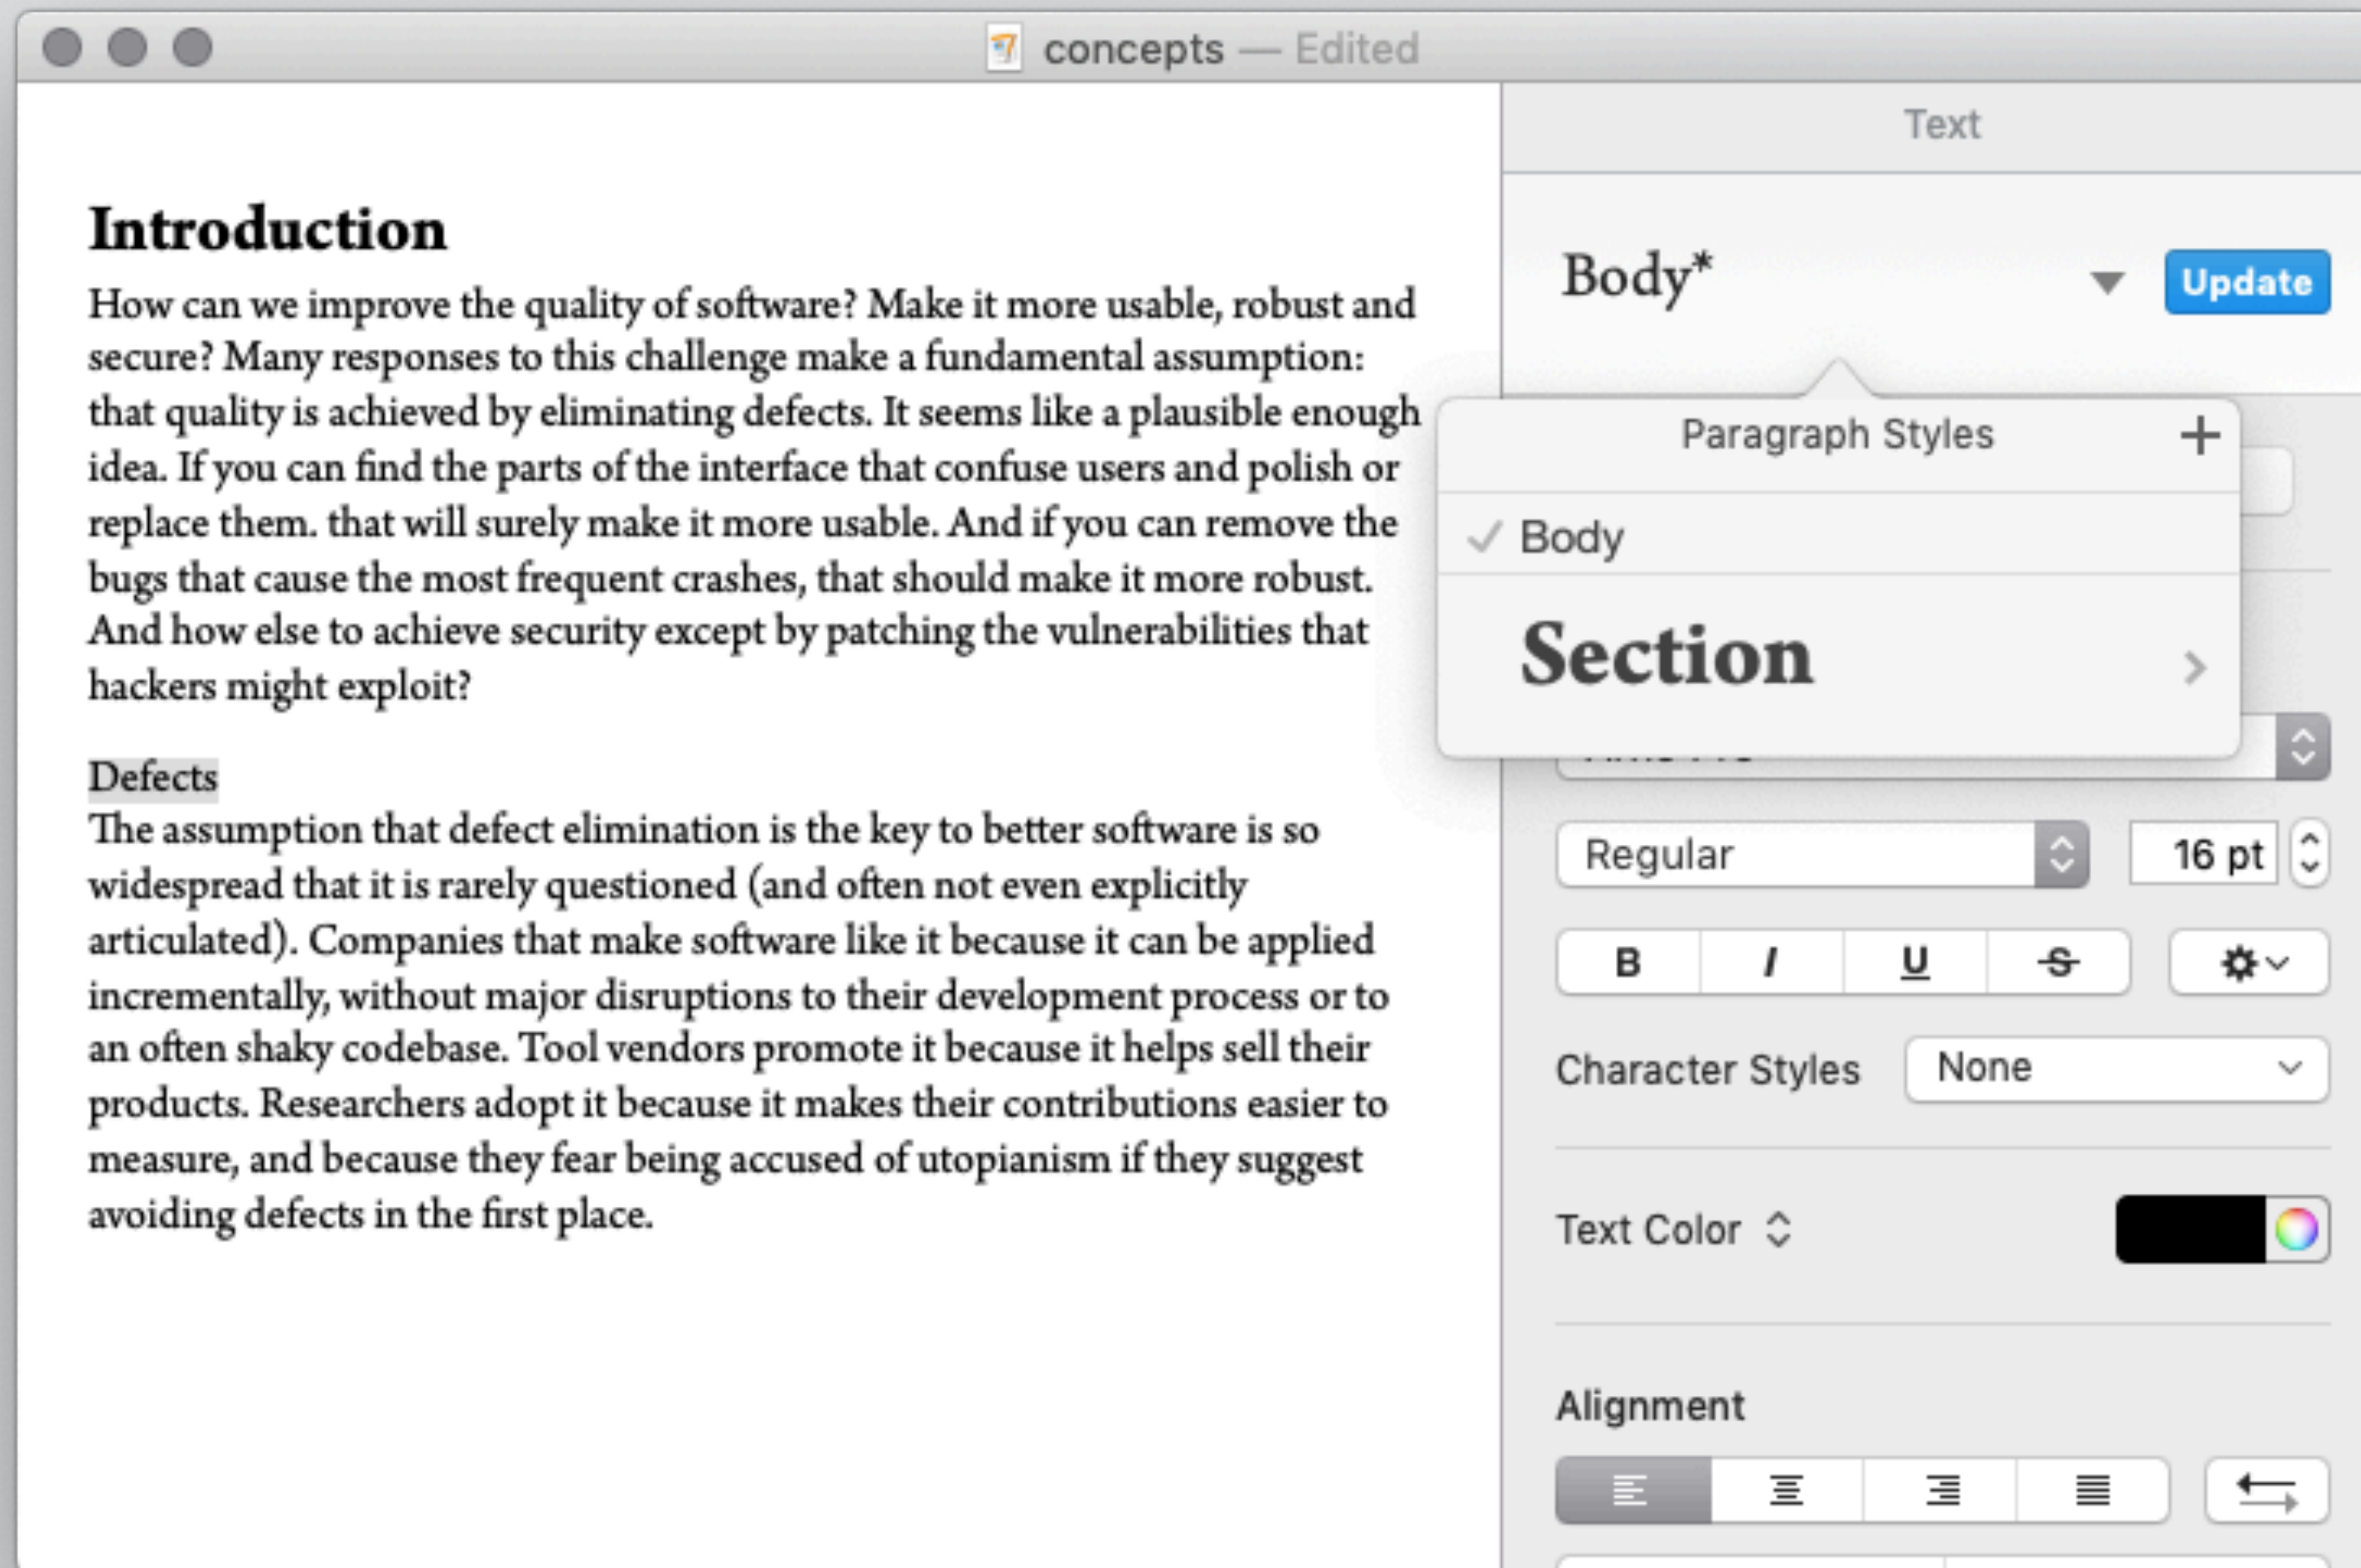 concepts — Edited
Introduction
How can we improve the quality of software? Make it more usable, robust and
secure? Many responses to this challenge make a fundamental assumption:
that quality is achieved by eliminating defects. It seems like a plausible enough
idea. If you can find the parts of the interface that confuse users and polish or
replace them. that will surely make it more usable. And if you can remove the
bugs that cause the most frequent crashes, that should make it more robust.
And how else to achieve security except by patching the vulnerabilities that
hackers might exploit?
Defects
The assumption that defect elimination is the key to better software is so
widespread that it is rarely questioned (and often not even explicitly
articulated). Companies that make software like it because it can be applied
incrementally, without major disruptions to their development process or to
an often shaky codebase. Tool vendors promote it because it helps sell their
products. Researchers adopt it because it makes their contributions easier to
measure, and because they fear being accused of utopianism if they suggest
avoiding defects in the first place.
Text
Body*
Update
Paragraph Styles +
Body
Section
Regular
16 pt
B I U S
Character Styles
None
Text Color
Alignment